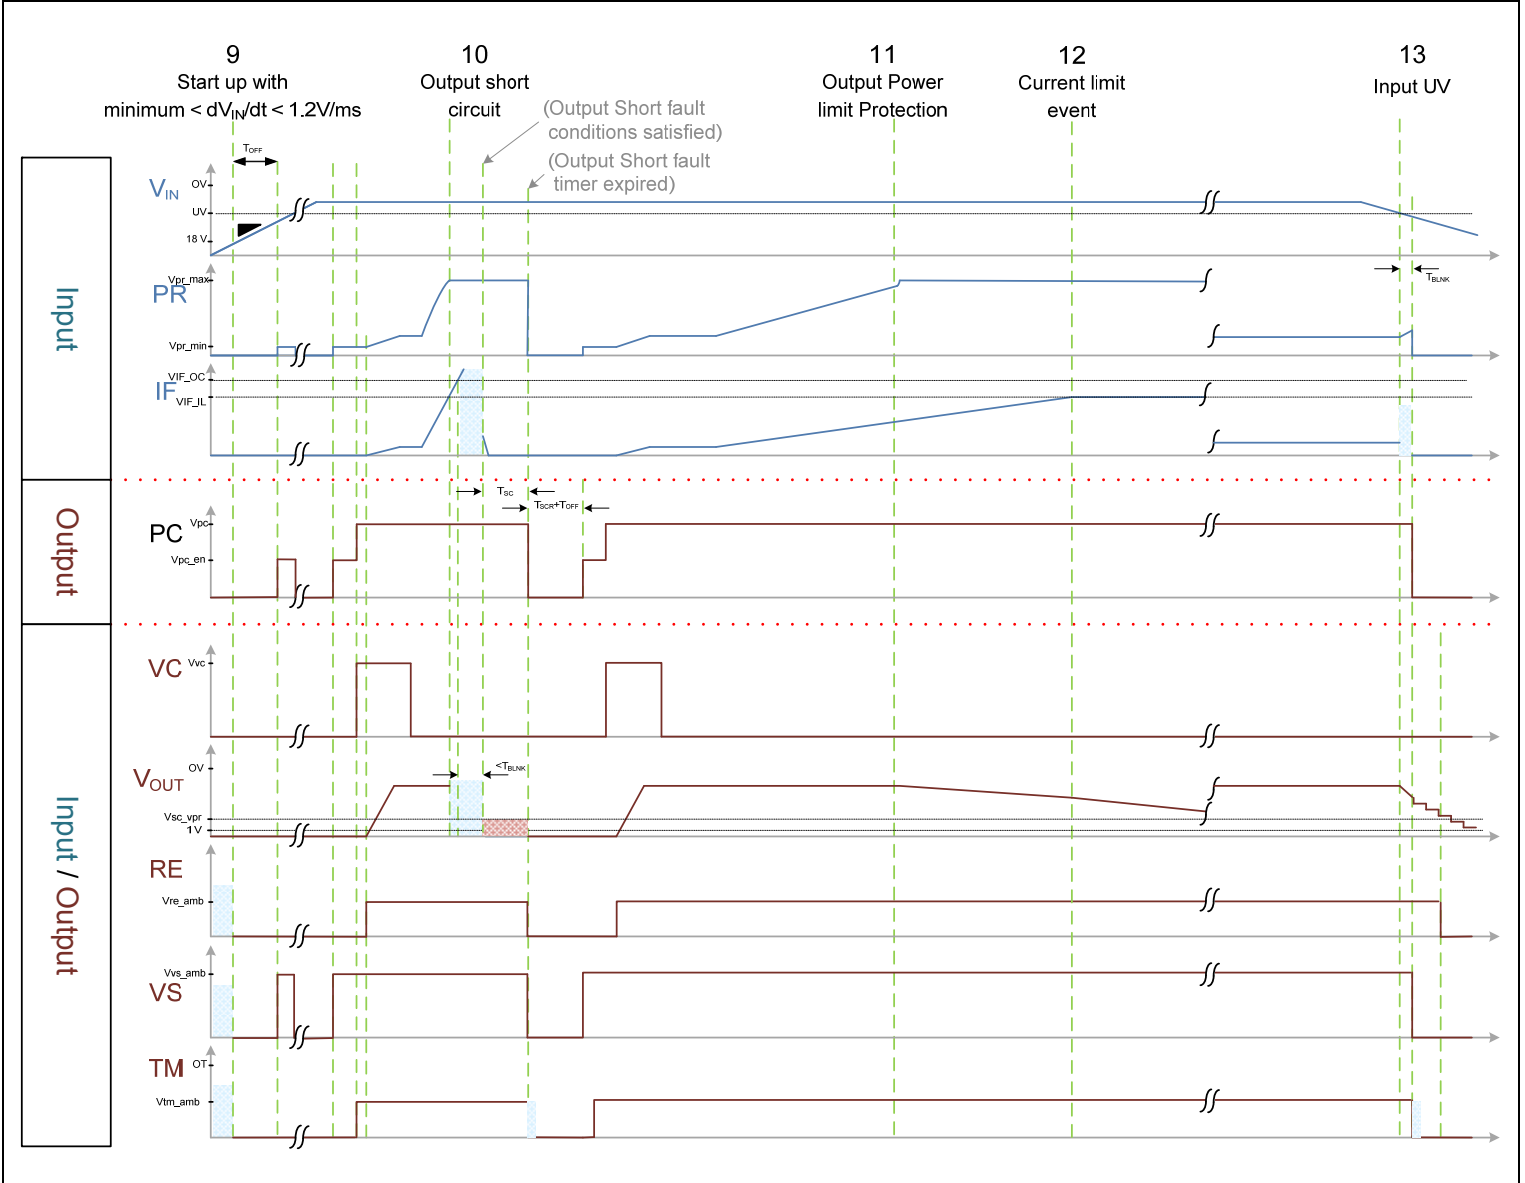 9
Start up with
minimum < dVIN/dt < 1.2V/ms
10
Output short
circuit
(Output Short fault
conditions satisfied)
(Output Short fault
timer expired)
11
Output Power
limit Protection
12
Current limit
event
13
Input UV
TOFF
Input
VIN
OV
UV
18 V
PR
Vpr_max
Vpr_min
TBLNK
IF
VIF_OC
VIF_IL
TSC
TSCR+TOFF
Output
PC
Vpc
Vpc_en
Input / Output
VC
Vvc
VOUT
OV
<TBLNK
Vsc_vpr
1V
RE
Vre_amb
VS
Vvs_amb
TM
OT
Vtm_amb